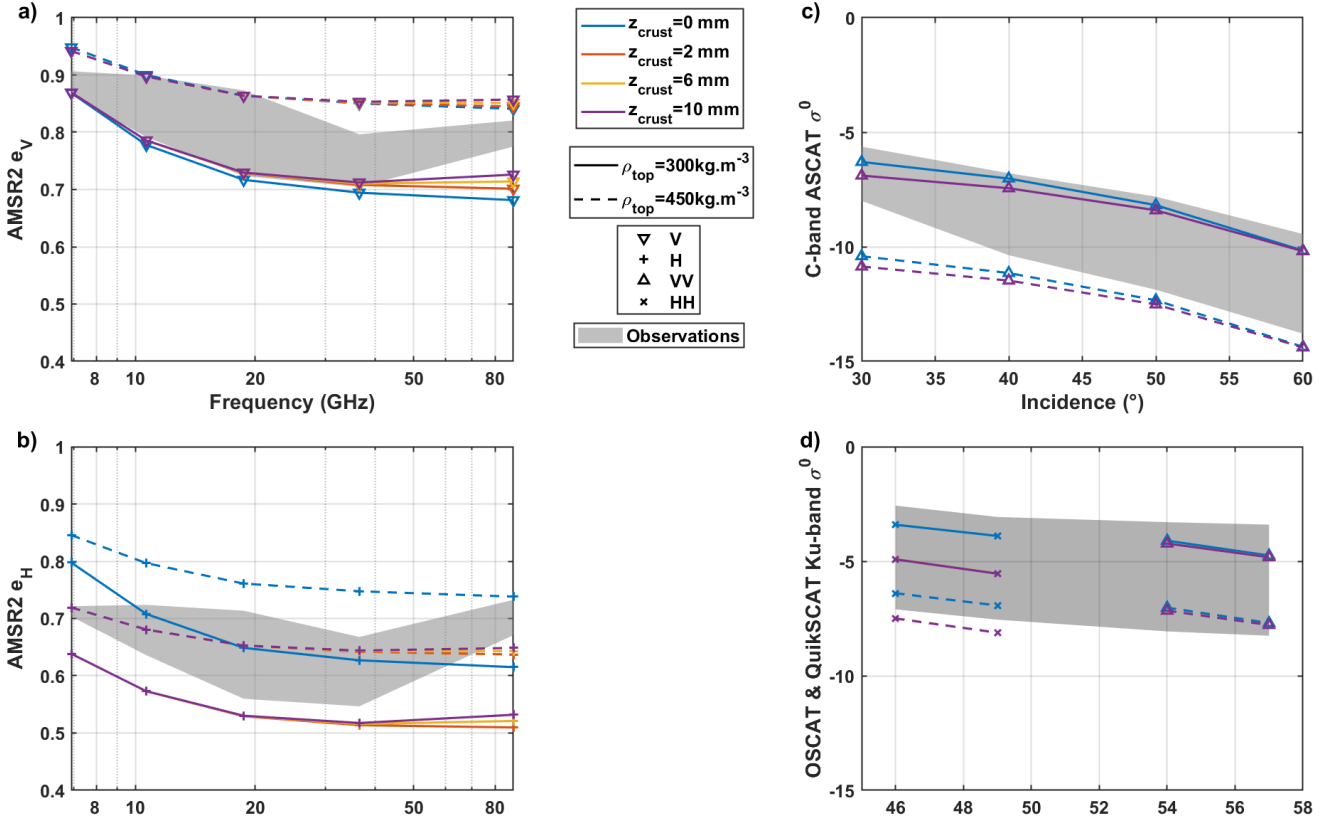 a)
1
0.9
0.8
0.7
0.6
0.5
0.4
AMSR2 e_V
8 10 20 50 80
Frequency (GHz)
z_crust=0 mm
z_crust=2 mm
z_crust=6 mm
z_crust=10 mm
ρ_top=300kg.m⁻³
ρ_top=450kg.m⁻³
V
H
VV
HH
Observations
c)
0
-5
-10
-15
C-band ASCAT σ⁰
30 35 40 45 50 55 60
Incidence (°)
b)
1
0.9
0.8
0.7
0.6
0.5
0.4
AMSR2 e_H
8 10 20 50 80
d)
0
-5
-10
-15
OSCAT & QuikSCAT Ku-band σ⁰
46 48 50 52 54 56 58